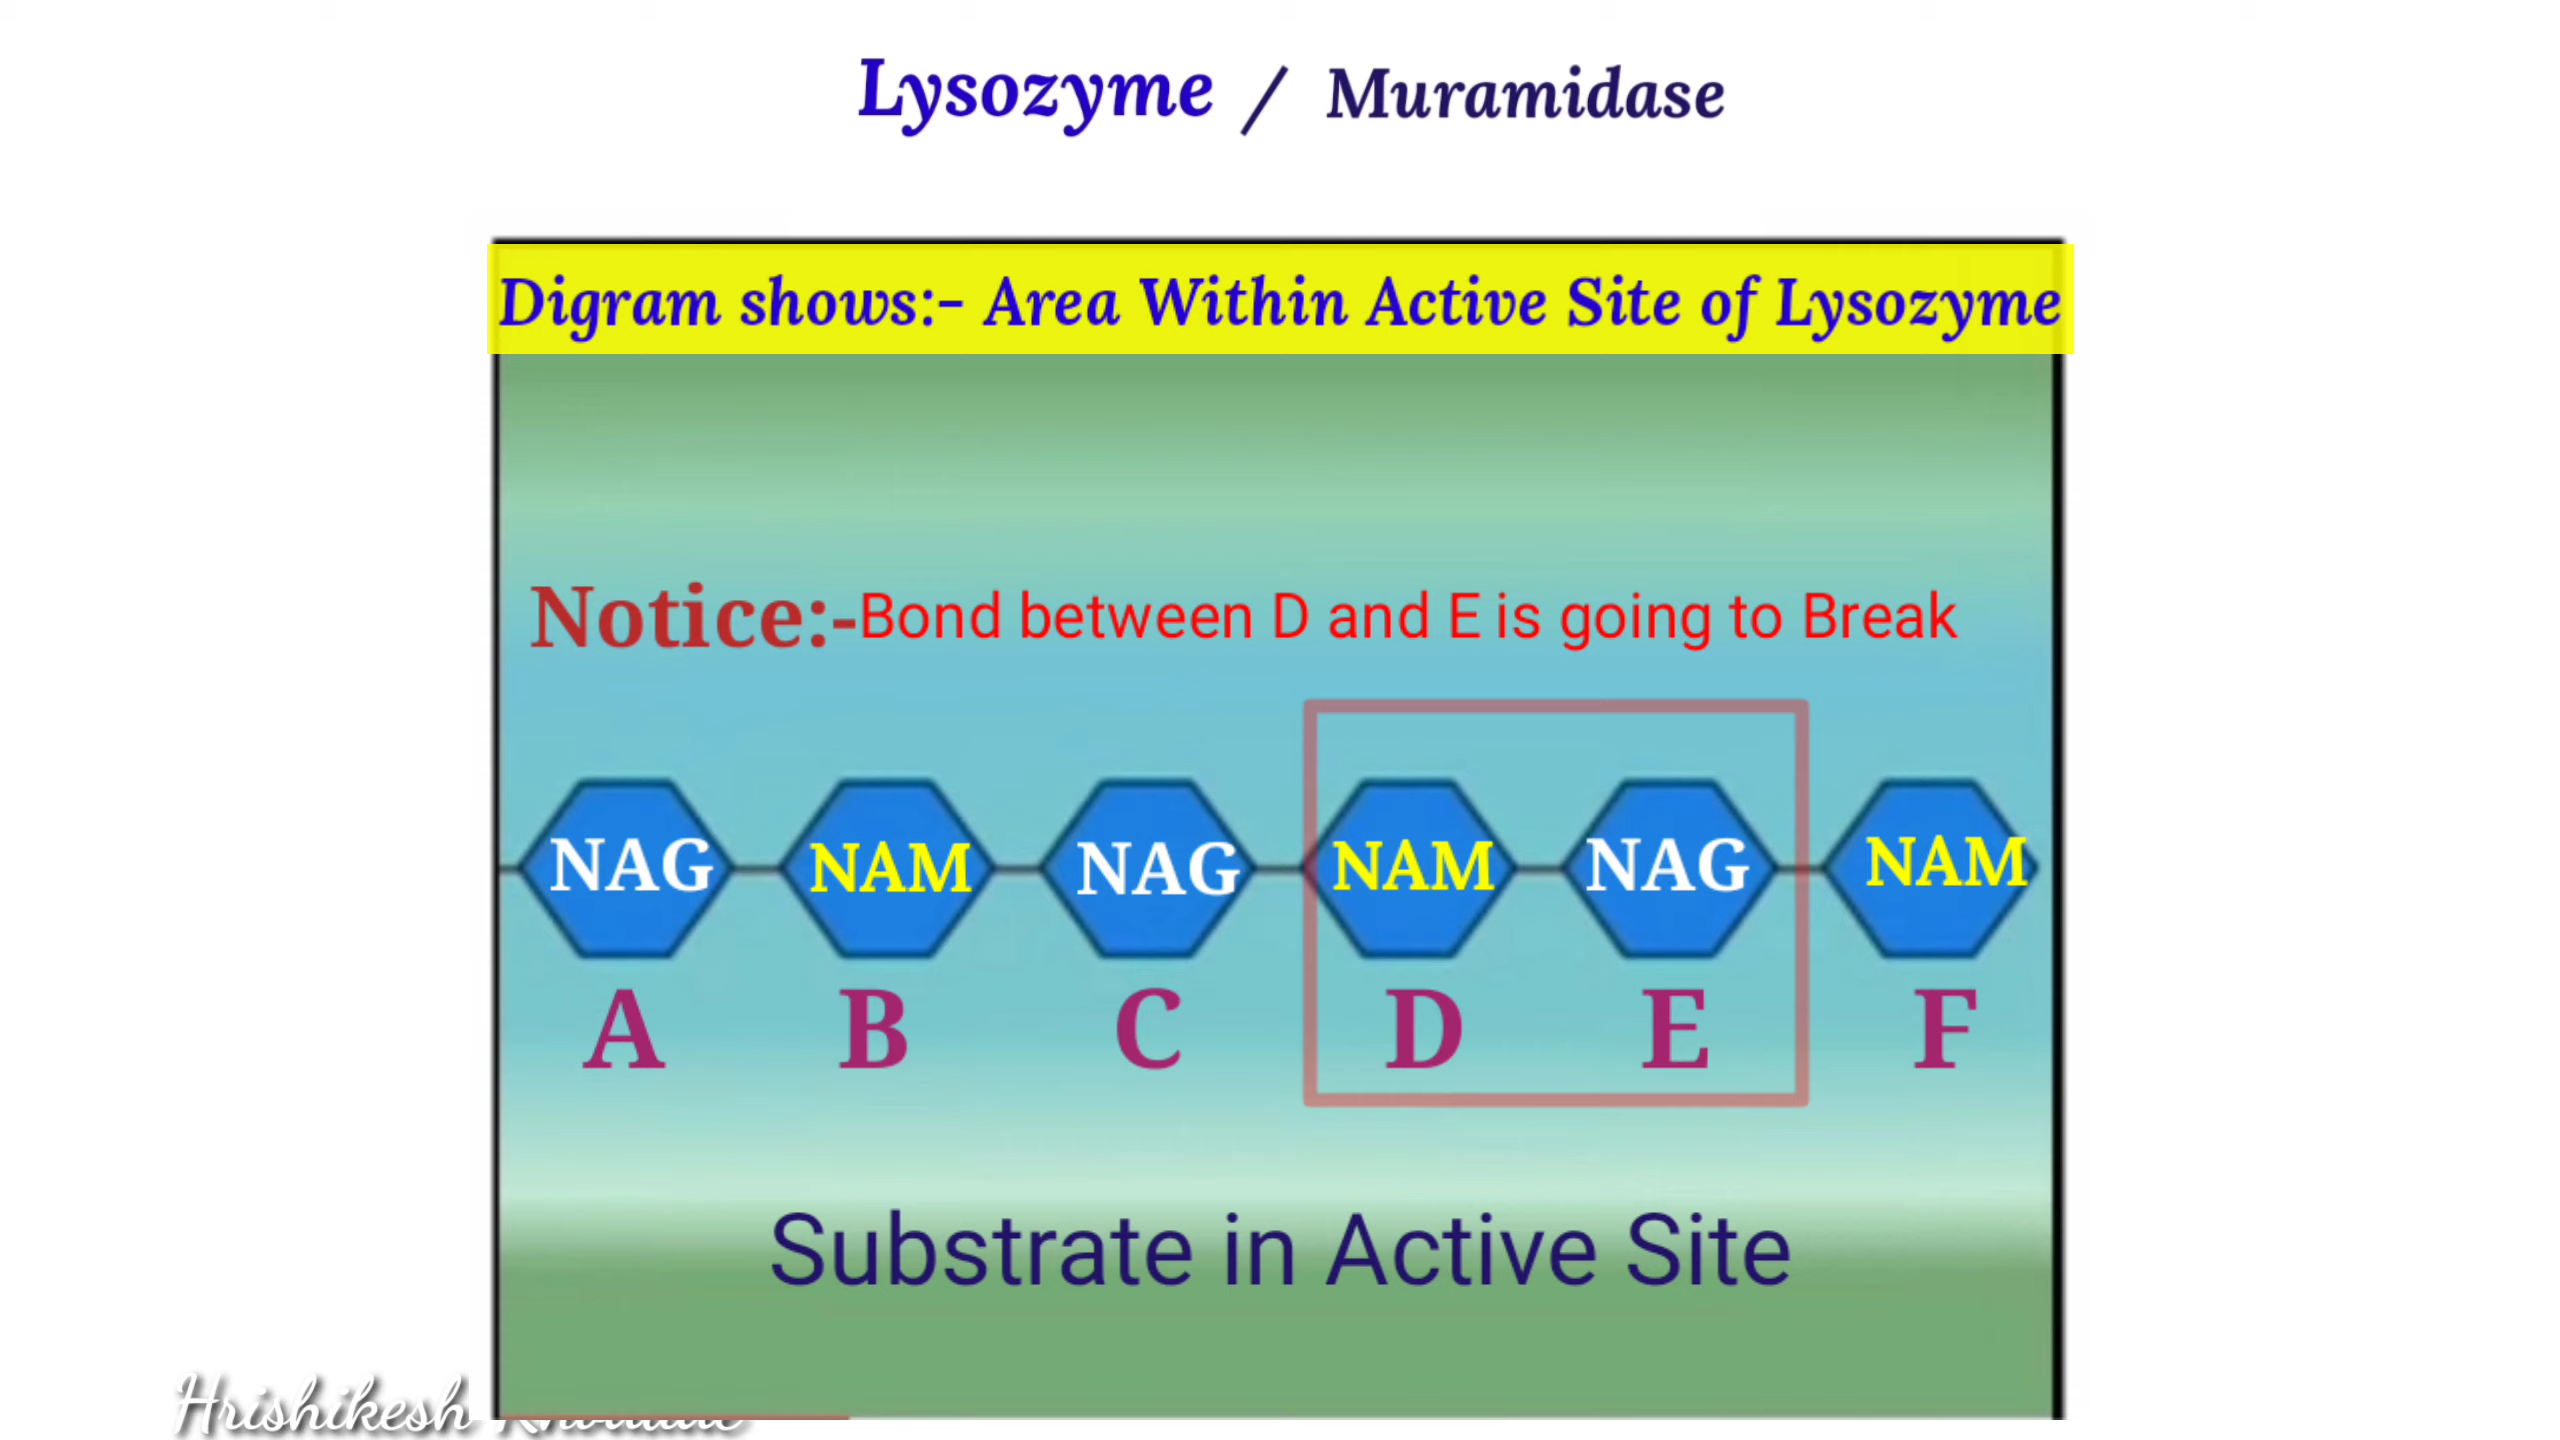 Lysozyme / Muramidase
Digram shows:- Area Within Active Site of Lysozyme
Notice:-Bond between D and E is going to Break
NAG NAM NAG NAM NAG NAM
A B C D E F
Substrate in Active Site
Hrishikesh